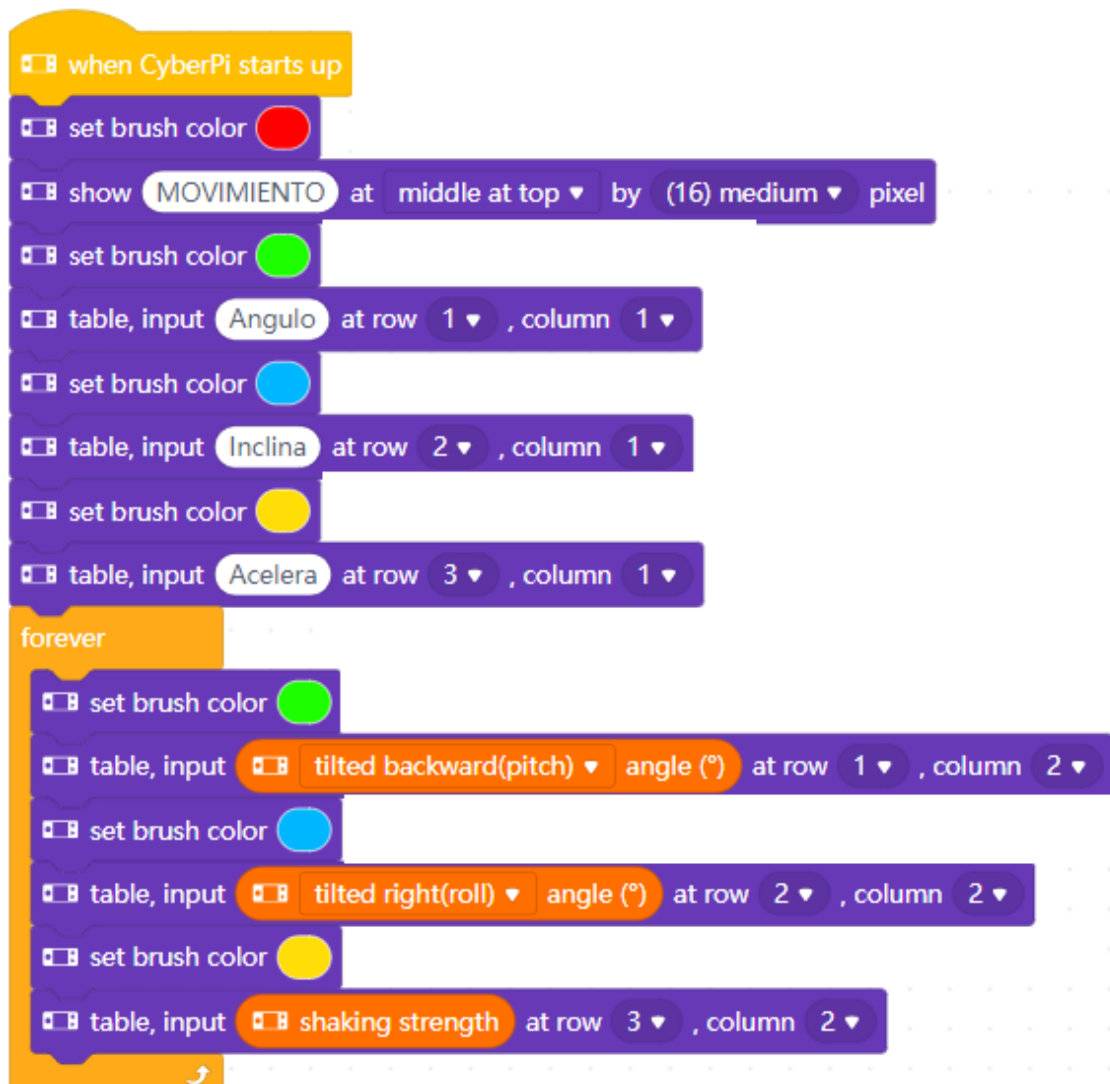 when CyberPi starts up
set brush color
show MOVIMIENTO at middle at top by (16) medium pixel
set brush color
table, input Angulo at row 1 , column 1
set brush color
table, input Inclina at row 2 , column 1
set brush color
table, input Acelera at row 3 , column 1
forever
set brush color
table, input tilted backward(pitch) angle (°) at row 1 , column 2
set brush color
table, input tilted right(roll) angle (°) at row 2 , column 2
set brush color
table, input shaking strength at row 3 , column 2